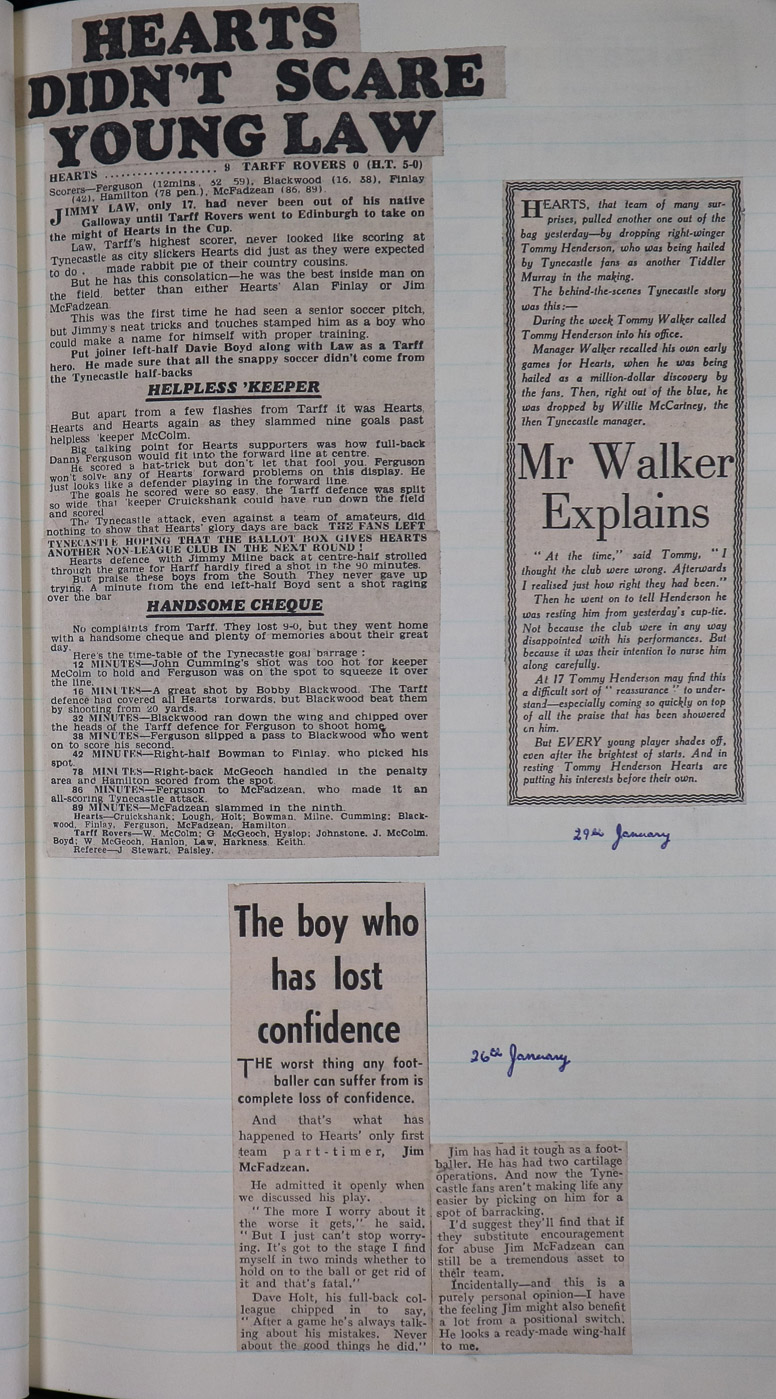 HEARTS
DIDN'T SCARE
YOUNG LAW
HEARTS .................... 9 TARFF ROVERS 0 (H.T. 5-0)
Scorers—Ferguson (12mins., 32 59), Blackwood (16, 38), Finlay
(42), Hamilton (78 pen.), McFadzean (86, 89).
JIMMY LAW, only 17, had never been out of his native
Galloway until Tarff Rovers went to Edinburgh to take on
the might of Hearts in the Cup.
Law, Tarff's highest scorer, never looked like scoring at
Tynecastle as city slickers Hearts did just as they were expected
to do . made rabbit pie of their country cousins.
But he has this consolation—he was the best inside man on
the field, better than either Hearts' Alan Finlay or Jim
McFadzean.
This was the first time he had seen a senior soccer pitch,
but Jimmy's neat tricks and touches stamped him as a boy who
could make a name for himself with proper training.
Put joiner left-half Davie Boyd along with Law as a Tarff
hero. He made sure that all the snappy soccer didn't come from
the Tynecastle half-backs
HELPLESS 'KEEPER
But apart from a few flashes from Tarff it was Hearts,
Hearts and Hearts again as they slammed nine goals past
helpless 'keeper McColm.
Big talking point for Hearts supporters was how full-back
Danny Ferguson would fit into the forward line at centre.
He scored a hat-trick but don't let that fool you. Ferguson
won't solve any of Hearts forward problems on this display. He
just looks like a defender playing in the forward line.
The goals he scored were so easy, the Tarff defence was split
so wide that 'keeper Cruickshank could have run down the field
and scored
The Tynecastle attack, even against a team of amateurs, did
nothing to show that Hearts' glory days are back THE FANS LEFT
TYNECASTLE HOPING THAT THE BALLOT BOX GIVES HEARTS
ANOTHER NON-LEAGUE CLUB IN THE NEXT ROUND !
Hearts defence with Jimmy Milne back at centre-half strolled
through the game for Harff hardly fired a shot in the 90 minutes.
But praise these boys from the South They never gave up
trying. A minute from the end left-half Boyd sent a shot raging
over the bar
HANDSOME CHEQUE
No complaints from Tarff. They lost 9-0, but they went home
with a handsome cheque and plenty of memories about their great
day.
Here's the time-table of the Tynecastle goal barrage :
12 MINUTES—John Cumming's shot was too hot for keeper
McColm to hold and Ferguson was on the spot to squeeze it over
the line.
16 MINUTES—A great shot by Bobby Blackwood. The Tarff
defence had covered all Hearts forwards, but Blackwood beat them
by shooting from 20 yards.
32 MINUTES—Blackwood ran down the wing and chipped over
the heads of the Tarff defence for Ferguson to shoot home.
38 MINUTES—Ferguson slipped a pass to Blackwood who went
on to score his second.
42 MINUTES—Right-half Bowman to Finlay, who picked his
spot.
78 MINUTES—Right-back McGeoch handled in the penalty
area and Hamilton scored from the spot.
86 MINUTES—Ferguson to McFadzean, who made it an
all-scoring Tynecastle attack.
89 MINUTES—McFadzean slammed in the ninth.
Hearts—Cruickshank; Lough, Holt; Bowman, Milne, Cumming; Black-
wood, Finlay, Ferguson, McFadzean, Hamilton
Tarff Rovers—W. McColm; G McGeoch, Hyslop; Johnstone, J. McColm,
Boyd; W McGeoch, Hanlon, Law, Harkness, Keith.
Referee—J Stewart, Paisley.
HEARTS, that team of many sur-
prises, pulled another one out of the
bag yesterday—by dropping right-winger
Tommy Henderson, who was being hailed
by Tynecastle fans as another Tiddler
Murray in the making.
The behind-the-scenes Tynecastle story
was this:—
During the week Tommy Walker called
Tommy Henderson into his office.
Manager Walker recalled his own early
games for Hearts, when he was being
hailed as a million-dollar discovery by
the fans. Then, right out of the blue, he
was dropped by Willie McCartney, the
then Tynecastle manager.
Mr Walker
Explains
" At the time," said Tommy, " I
thought the club were wrong. Afterwards
I realised just how right they had been."
Then he went on to tell Henderson he
was resting him from yesterday's cup-tie.
Not because the club were in any way
disappointed with his performances. But
because it was their intention to nurse him
along carefully.
At 17 Tommy Henderson may find this
a difficult sort of " reassurance " to under-
stand—especially coming so quickly on top
of all the praise that has been showered
on him.
But EVERY young player shades off,
even after the brightest of starts. And in
resting Tommy Henderson Hearts are
putting his interests before their own.
29th January
The boy who
has lost
confidence
THE worst thing any foot-
baller can suffer from is
complete loss of confidence.
And that's what has
happened to Hearts' only first
team part-timer, Jim
McFadzean.
He admitted it openly when
we discussed his play.
" The more I worry about it
the worse it gets," he said.
" But I just can't stop worry-
ing. It's got to the stage I find
myself in two minds whether to
hold on to the ball or get rid of
it and that's fatal."
Dave Holt, his full-back col-
league chipped in to say,
" After a game he's always talk-
ing about his mistakes. Never
about the good things he did."
26th January
Jim has had it tough as a foot-
baller. He has had two cartilage
operations. And now the Tyne-
castle fans aren't making life any
easier by picking on him for a
spot of barracking.
I'd suggest they'll find that if
they substitute encouragement
for abuse Jim McFadzean can
still be a tremendous asset to
their team.
Incidentally—and this is a
purely personal opinion—I have
the feeling Jim might also benefit
a lot from a positional switch.
He looks a ready-made wing-half
to me.